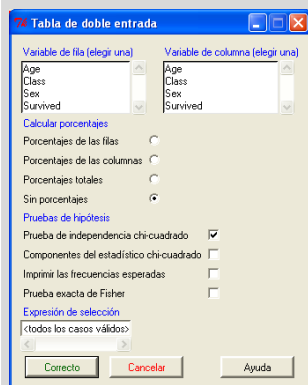 Tabla de doble entrada
Variable de fila (elegir una) Variable de columna (elegir una)
Age Age
Class Class
Sex Sex
Survived Survived
Calcular porcentajes
Porcentajes de las filas
Porcentajes de las columnas
Porcentajes totales
Sin porcentajes
Pruebas de hipótesis
Prueba de independencia chi-cuadrado
Componentes del estadístico chi-cuadrado
Imprimir las frecuencias esperadas
Prueba exacta de Fisher
Expresión de selección
<todos los casos válidos>
Correcto Cancelar Ayuda